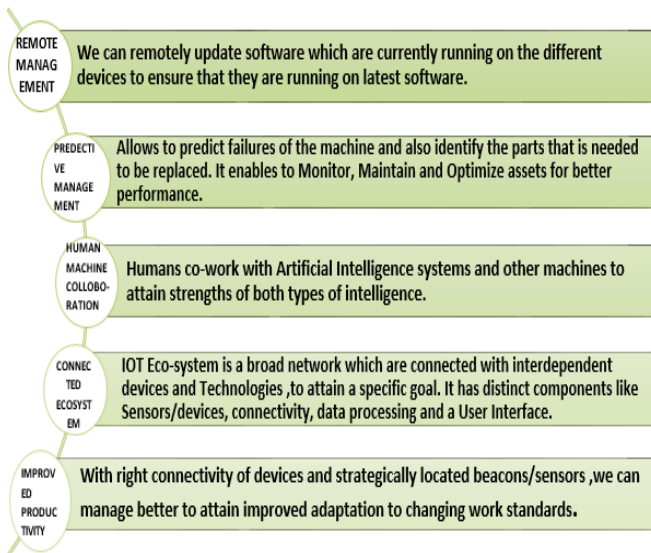 REMOTE
MANAG
EMENT
We can remotely update software which are currently running on the different
devices to ensure that they are running on latest software.
PREDECTI
VE
MANAGE
MENT
Allows to predict failures of the machine and also identify the parts that is needed
to be replaced. It enables to Monitor, Maintain and Optimize assets for better
performance.
HUMAN
MACHINE
COLLOBO-
RATION
Humans co-work with Artificial Intelligence systems and other machines to
attain strengths of both types of intelligence.
CONNEC
TED
ECOSYST
EM
IOT Eco-system is a broad network which are connected with interdependent
devices and Technologies ,to attain a specific goal. It has distinct components like
Sensors/devices, connectivity, data processing and a User Interface.
IMPROV
ED
PRODUC
TIVITY
With right connectivity of devices and strategically located beacons/sensors ,we can
manage better to attain improved adaptation to changing work standards.